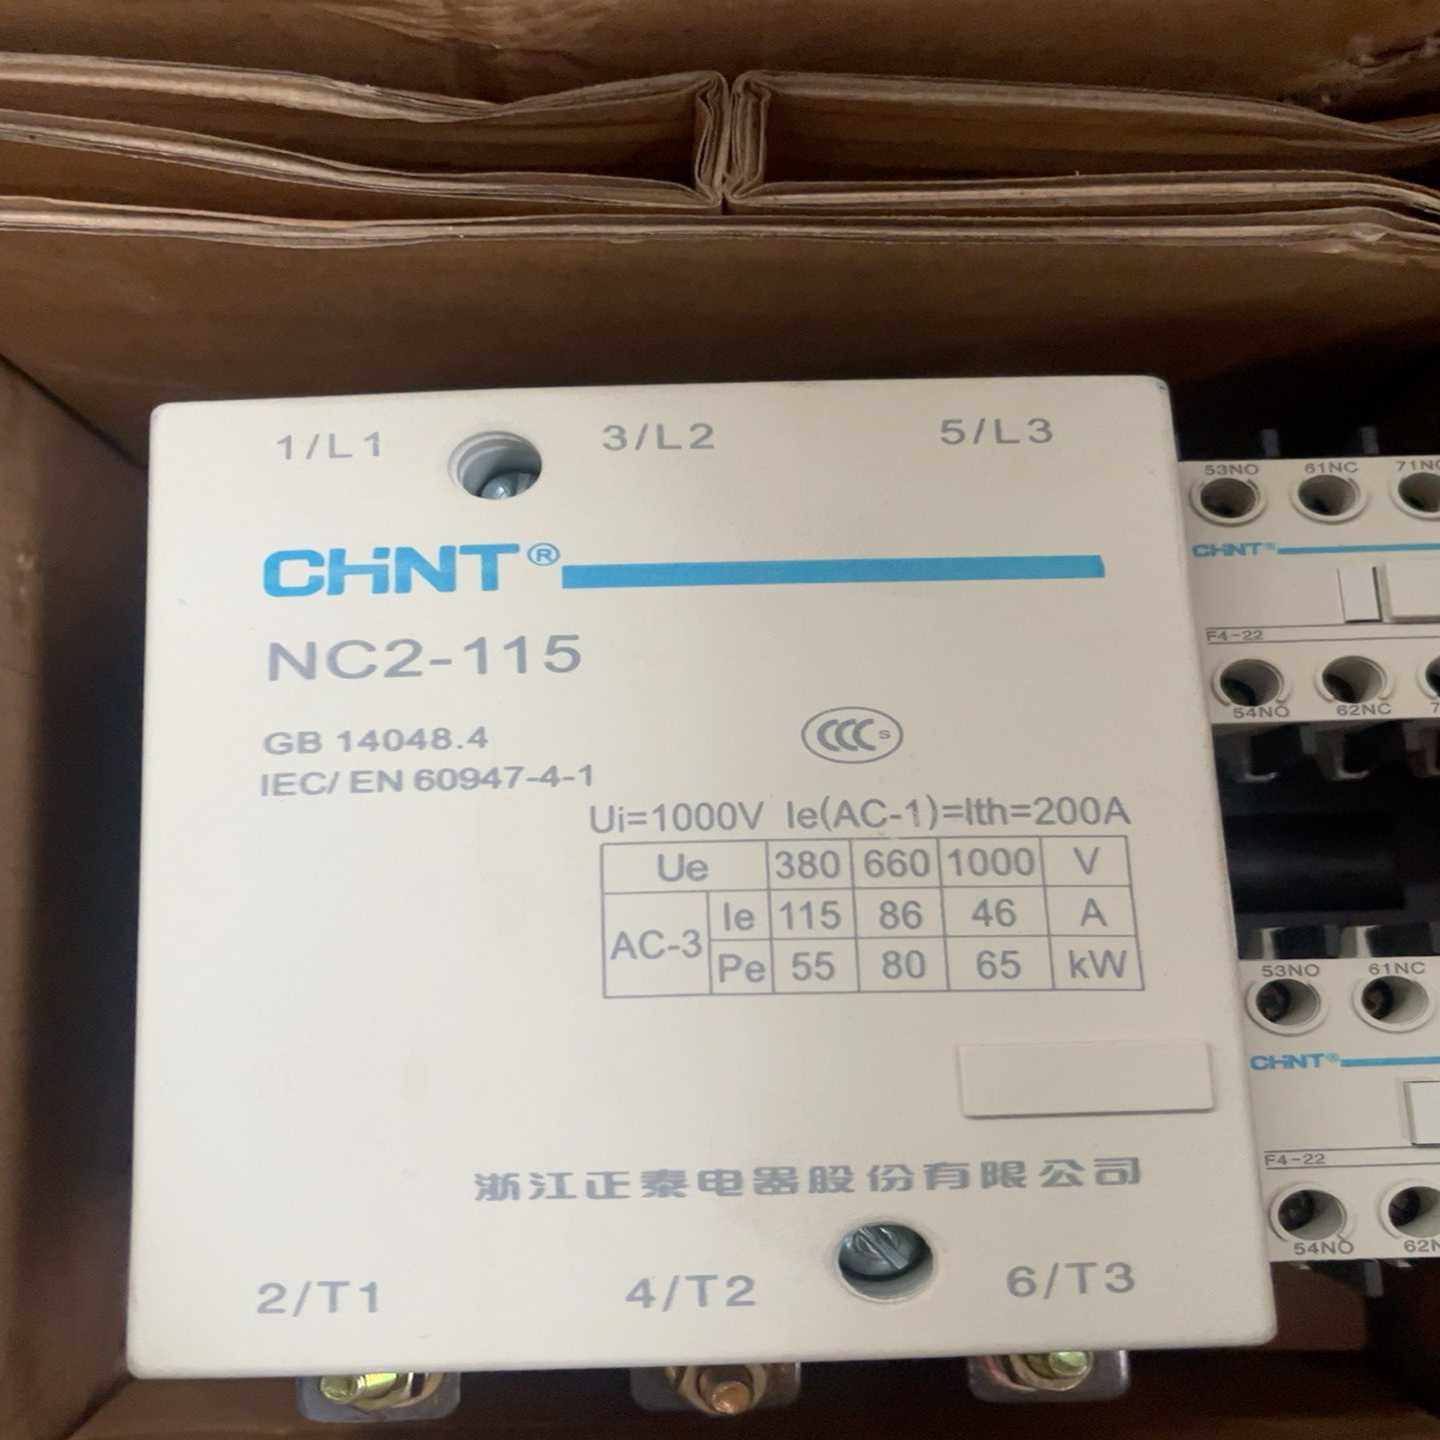 1/L1 3/L2 5/L3
CHNT®
NC2-115
GB 14048.4
IEC/ EN 60947-4-1
CCC S
Ui=1000V Ie(AC-1)=Ith=200A
Ue 380 660 1000 V
AC-3 Ie 115 86 46 A
Pe 55 80 65 kW
浙江正泰电器股份有限公司
2/T1 4/T2 6/T3
53NO 61NC
CHNT®
F4-22
54NO 62NC
53NO 61NC
CHNT®
F4-22
54NO